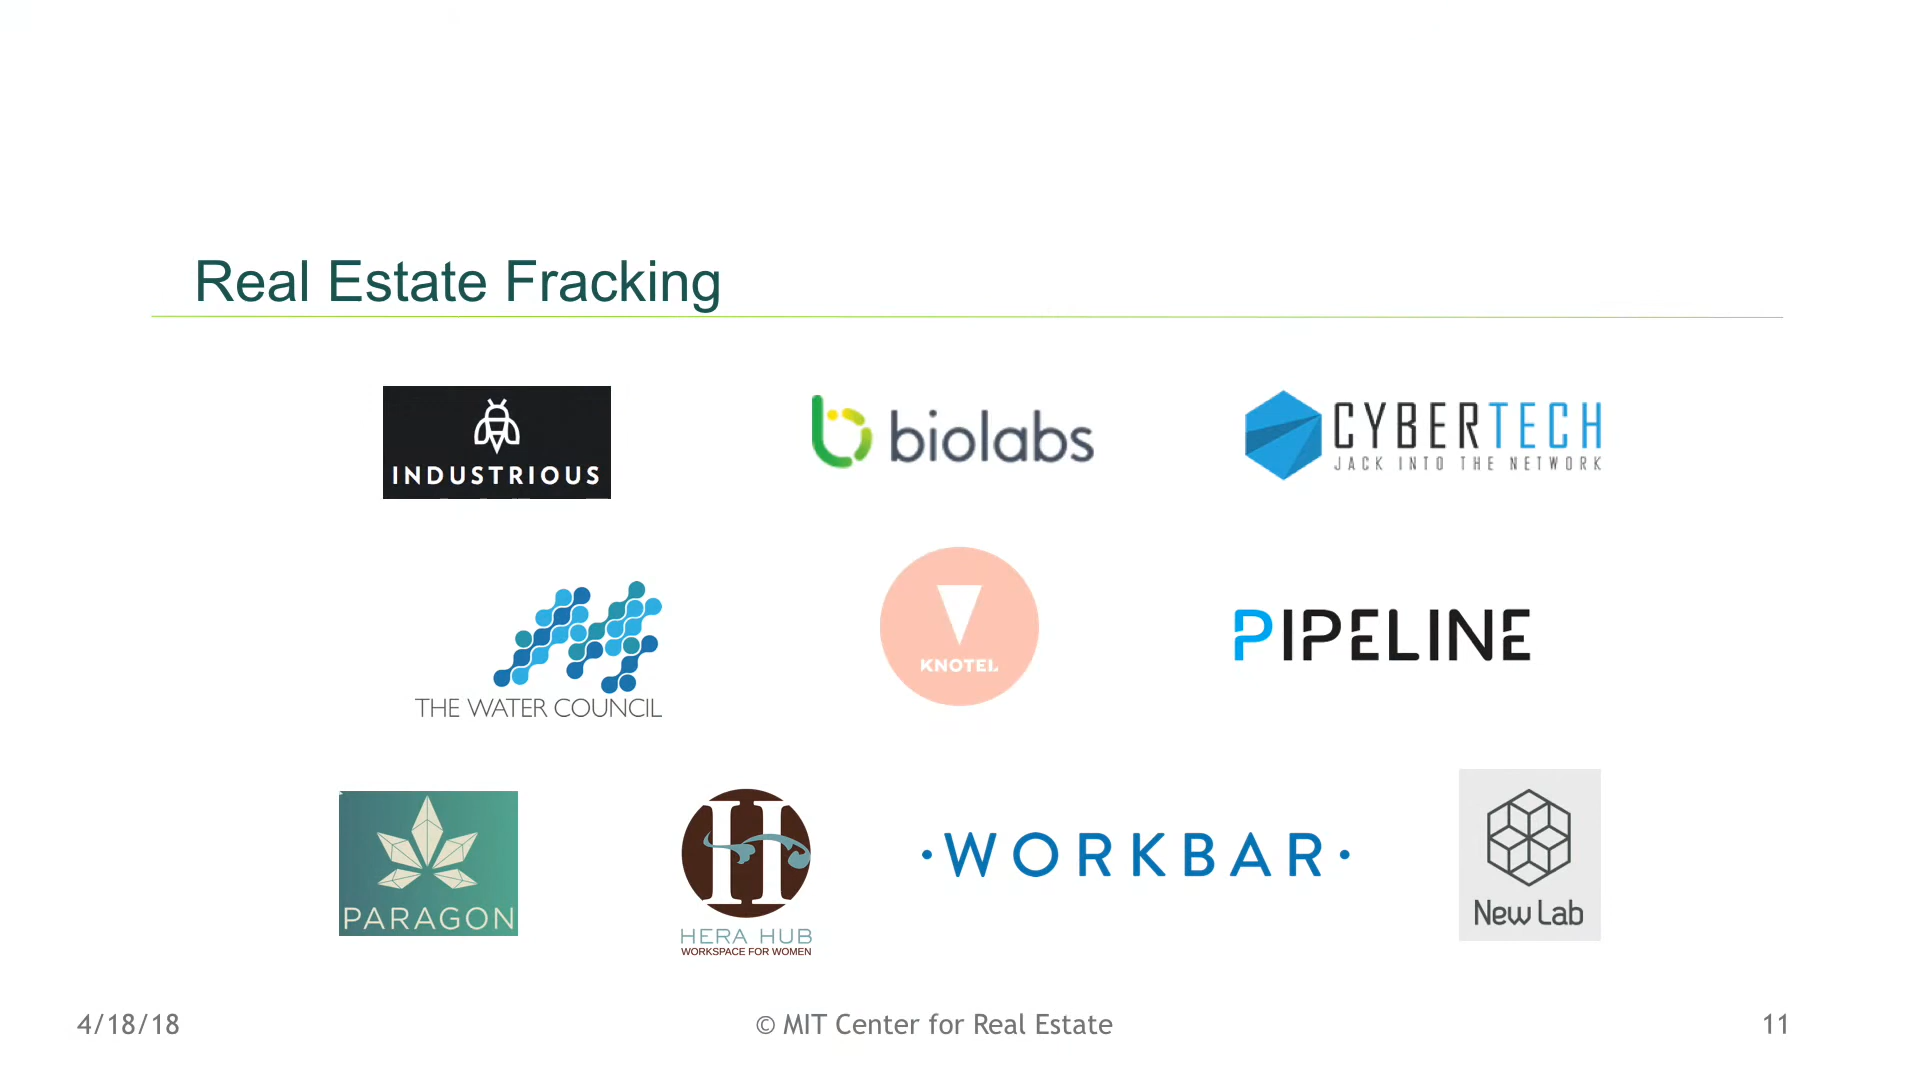 Real Estate Fracking
INDUSTRIOUS
biolabs
CYBERTECH
JACK INTO THE NETWORK
THE WATER COUNCIL
KNOTEL
PIPELINE
PARAGON
HERA HUB
WORKSPACE FOR WOMEN
·WORKBAR·
New Lab
4/18/18
© MIT Center for Real Estate
11